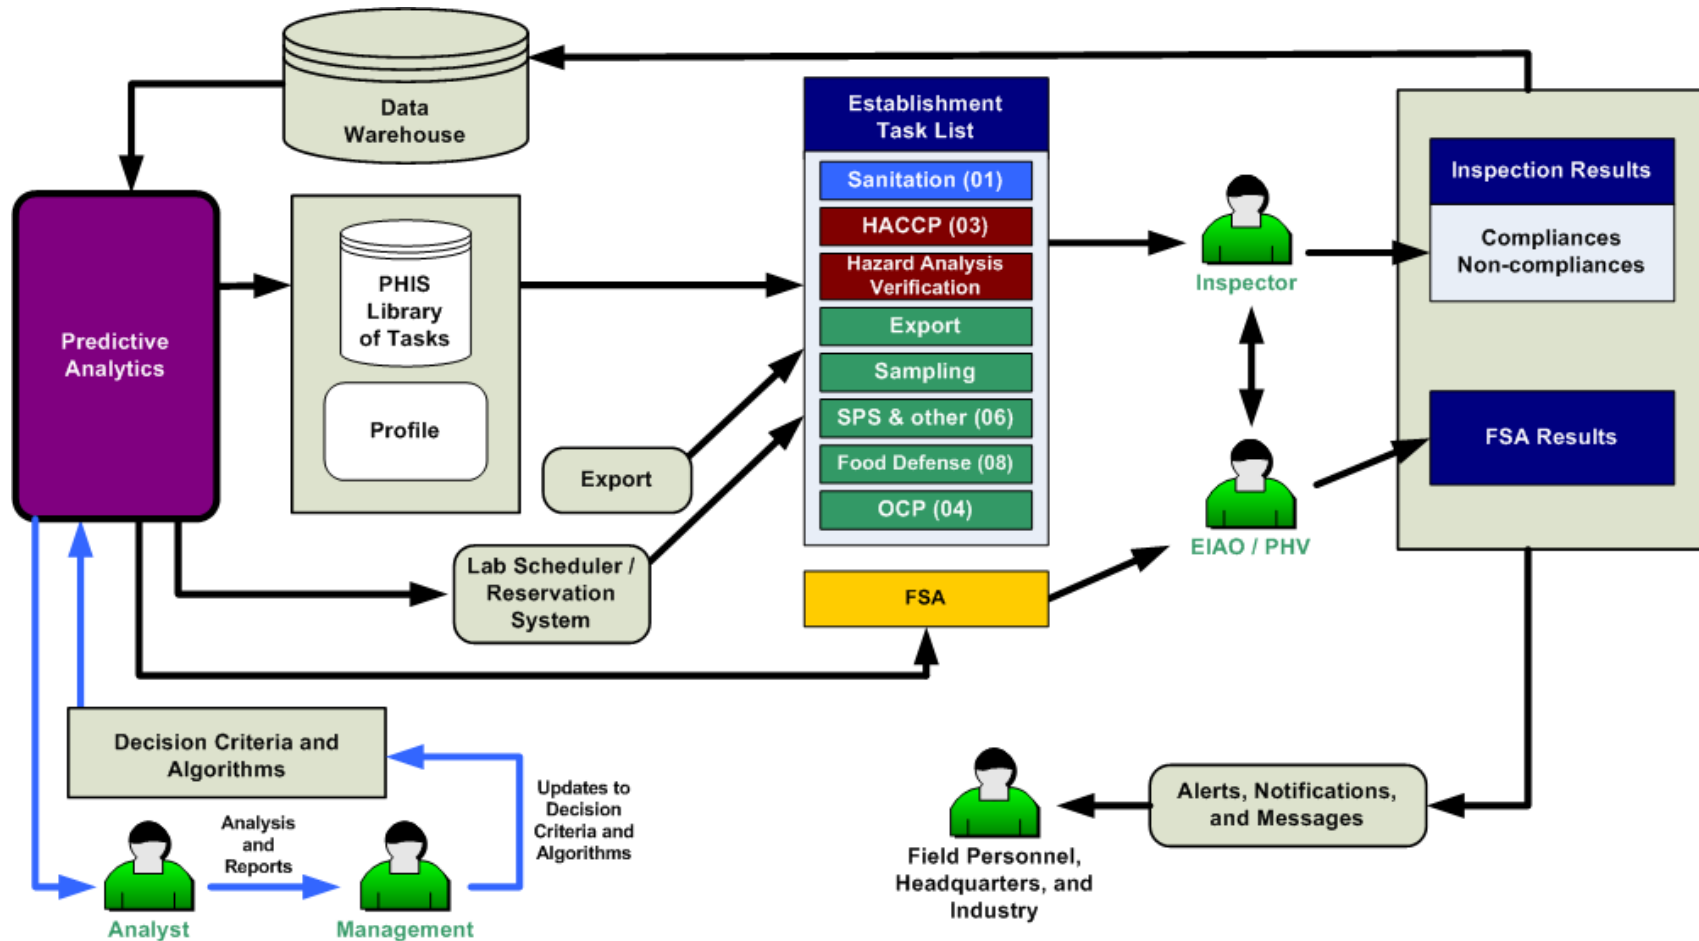 Data
Warehouse
Establishment
Task List
Sanitation (01)
HACCP (03)
Hazard Analysis
Verification
Export
Sampling
SPS & other (06)
Food Defense (08)
OCP (04)
Inspection Results
Compliances
Non-compliances
FSA Results
Predictive
Analytics
PHIS
Library
of Tasks
Profile
Export
Lab Scheduler /
Reservation
System
FSA
Inspector
EIAO / PHV
Decision Criteria and
Algorithms
Analysis
and
Reports
Updates to
Decision
Criteria and
Algorithms
Analyst
Management
Alerts, Notifications,
and Messages
Field Personnel,
Headquarters, and
Industry